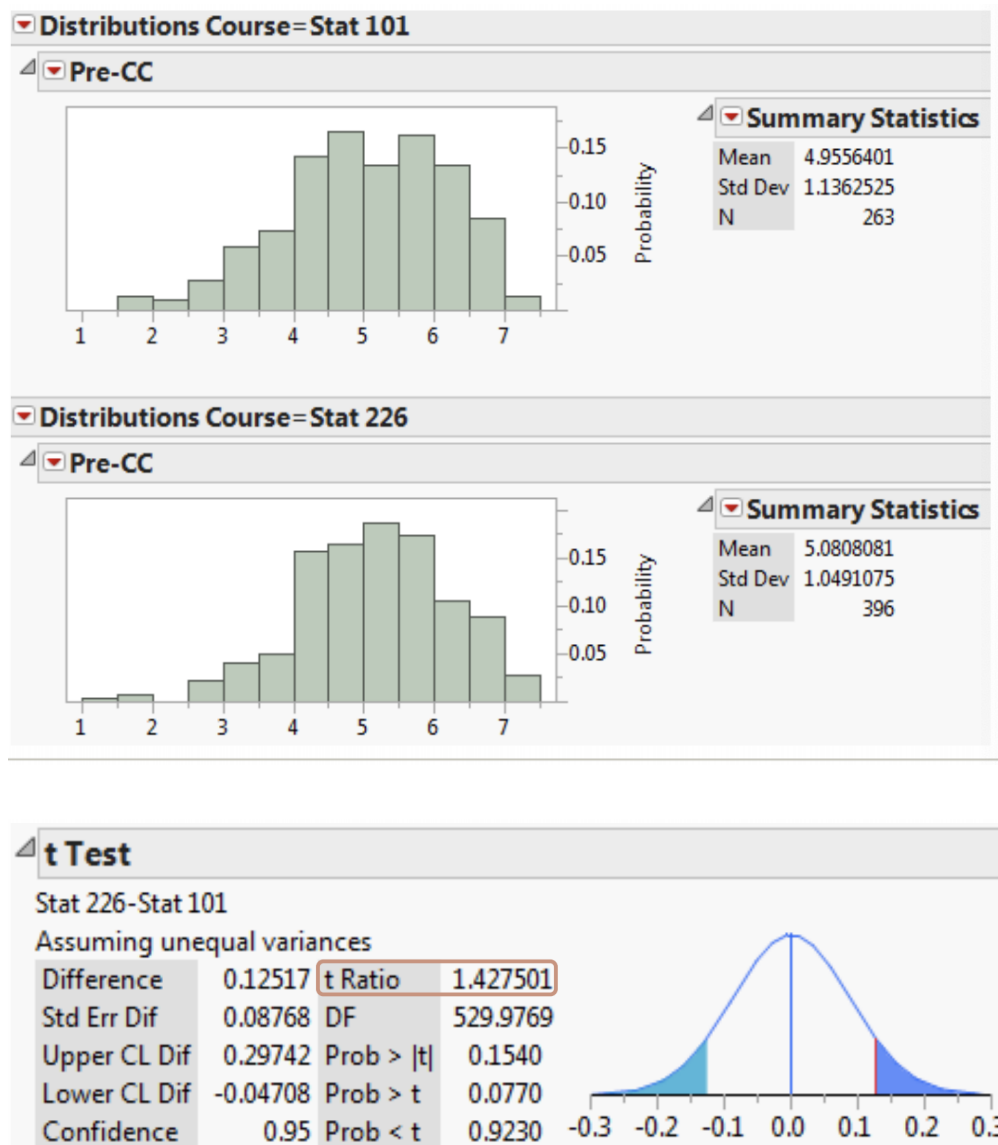 Distributions Course=Stat 101
Pre-CC
Summary Statistics
Mean 4.9556401
Std Dev 1.1362525
N 263
0.15
0.10
0.05
Probability
1 2 3 4 5 6 7
Distributions Course=Stat 226
Pre-CC
Summary Statistics
Mean 5.0808081
Std Dev 1.0491075
N 396
0.15
0.10
0.05
Probability
1 2 3 4 5 6 7
t Test
Stat 226-Stat 101
Assuming unequal variances
Difference 0.12517 t Ratio 1.427501
Std Err Dif 0.08768 DF 529.9769
Upper CL Dif 0.29742 Prob > |t| 0.1540
Lower CL Dif -0.04708 Prob > t 0.0770
Confidence 0.95 Prob < t 0.9230
-0.3 -0.2 -0.1 0.0 0.1 0.2 0.3